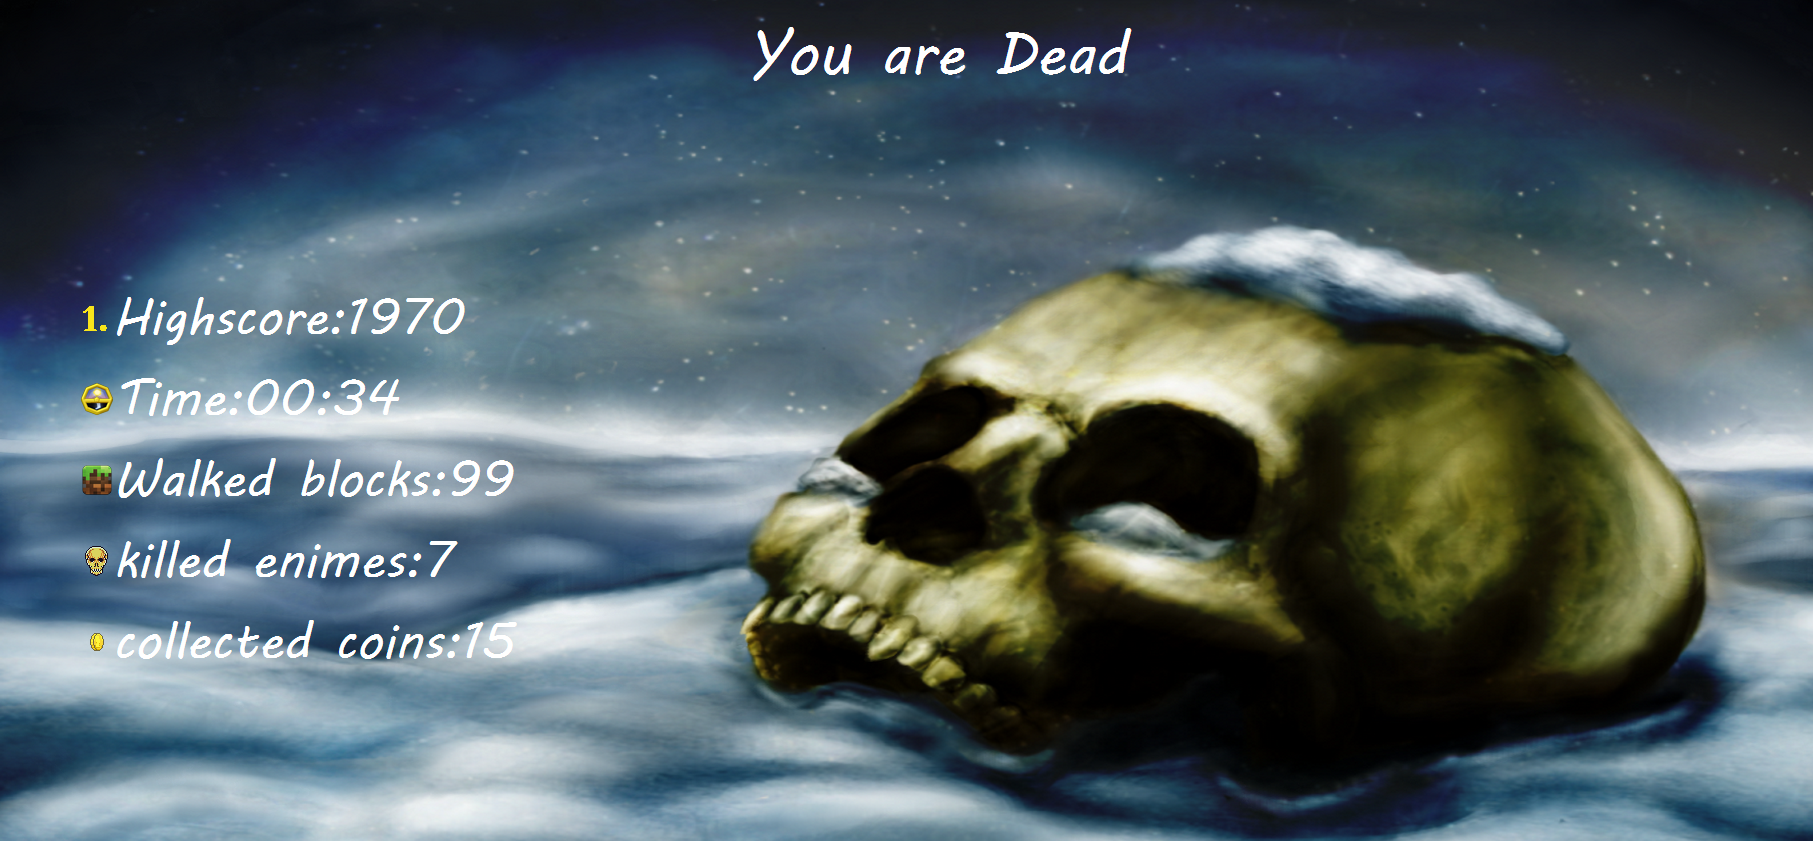 You are Dead
1. Highscore:1970
Time:00:34
Walked blocks:99
killed enimes:7
collected coins:15